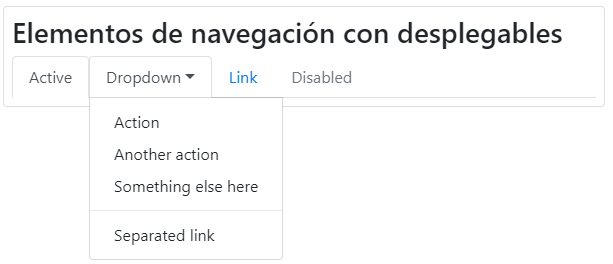 Elementos de navegación con desplegables
Active Dropdown Link Disabled
Action
Another action
Something else here
Separated link